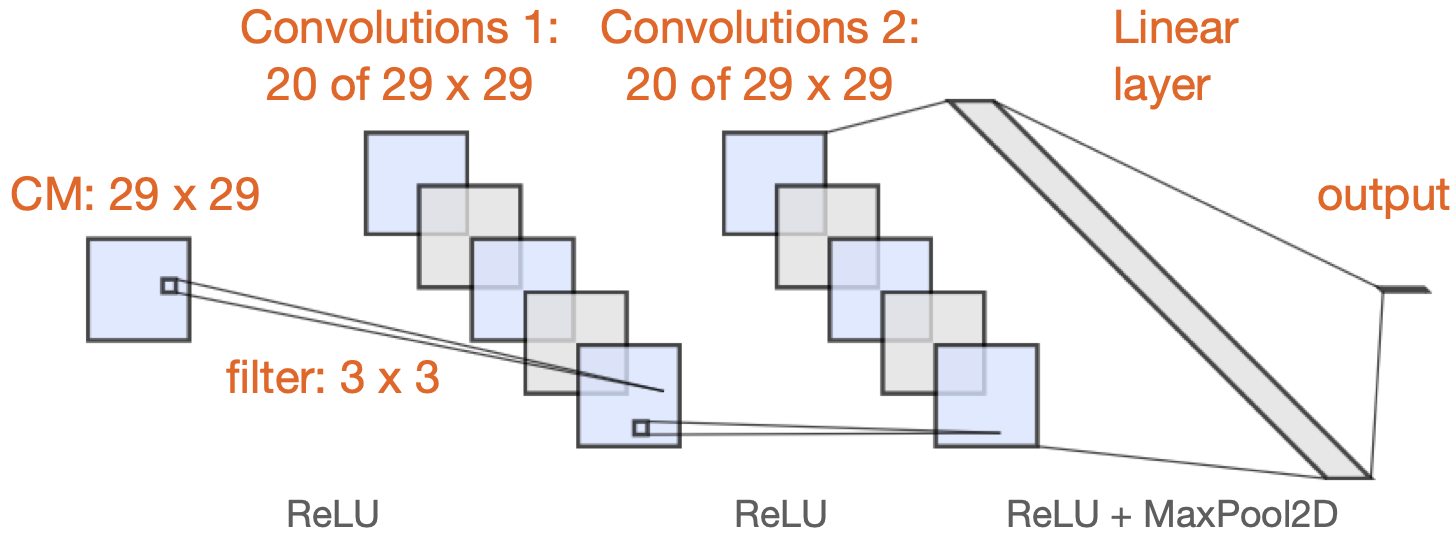 Convolutions 1:
20 of 29 x 29
Convolutions 2:
20 of 29 x 29
Linear
layer
CM: 29 x 29
output
filter: 3 x 3
ReLU
ReLU
ReLU + MaxPool2D